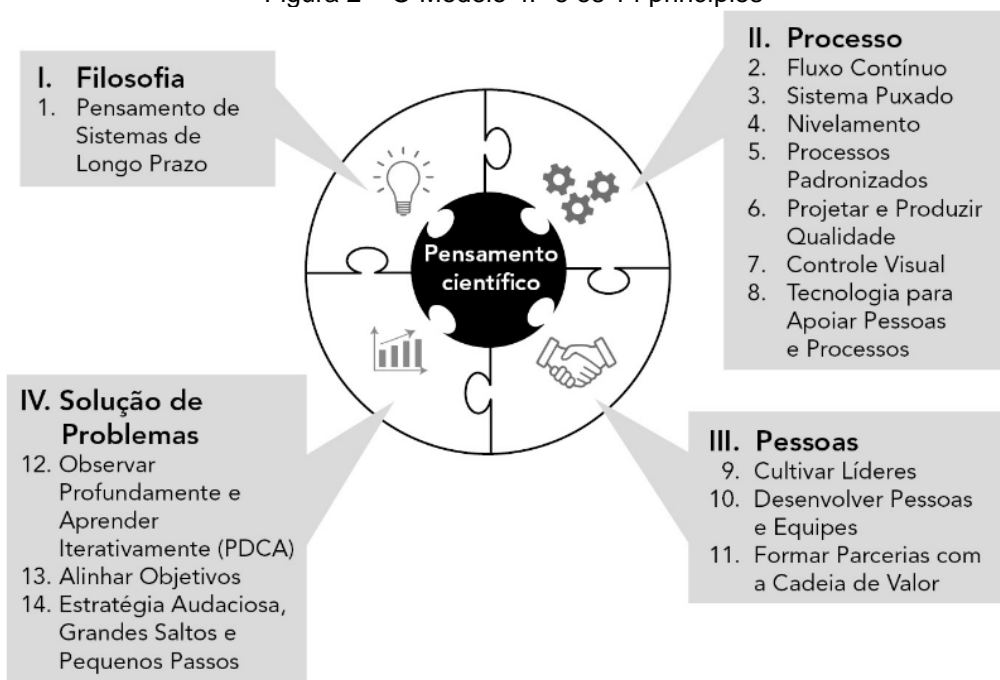 I. Filosofia
1. Pensamento de
Sistemas de
Longo Prazo
II. Processo
2. Fluxo Contínuo
3. Sistema Puxado
4. Nivelamento
5. Processos
Padronizados
6. Projetar e Produzir
Qualidade
7. Controle Visual
8. Tecnologia para
Apoiar Pessoas
e Processos
Pensamento
científico
III. Pessoas
9. Cultivar Líderes
10. Desenvolver Pessoas
e Equipes
11. Formar Parcerias com
a Cadeia de Valor
IV. Solução de
Problemas
12. Observar
Profundamente e
Aprender
Iterativamente (PDCA)
13. Alinhar Objetivos
14. Estratégia Audaciosa,
Grandes Saltos e
Pequenos Passos